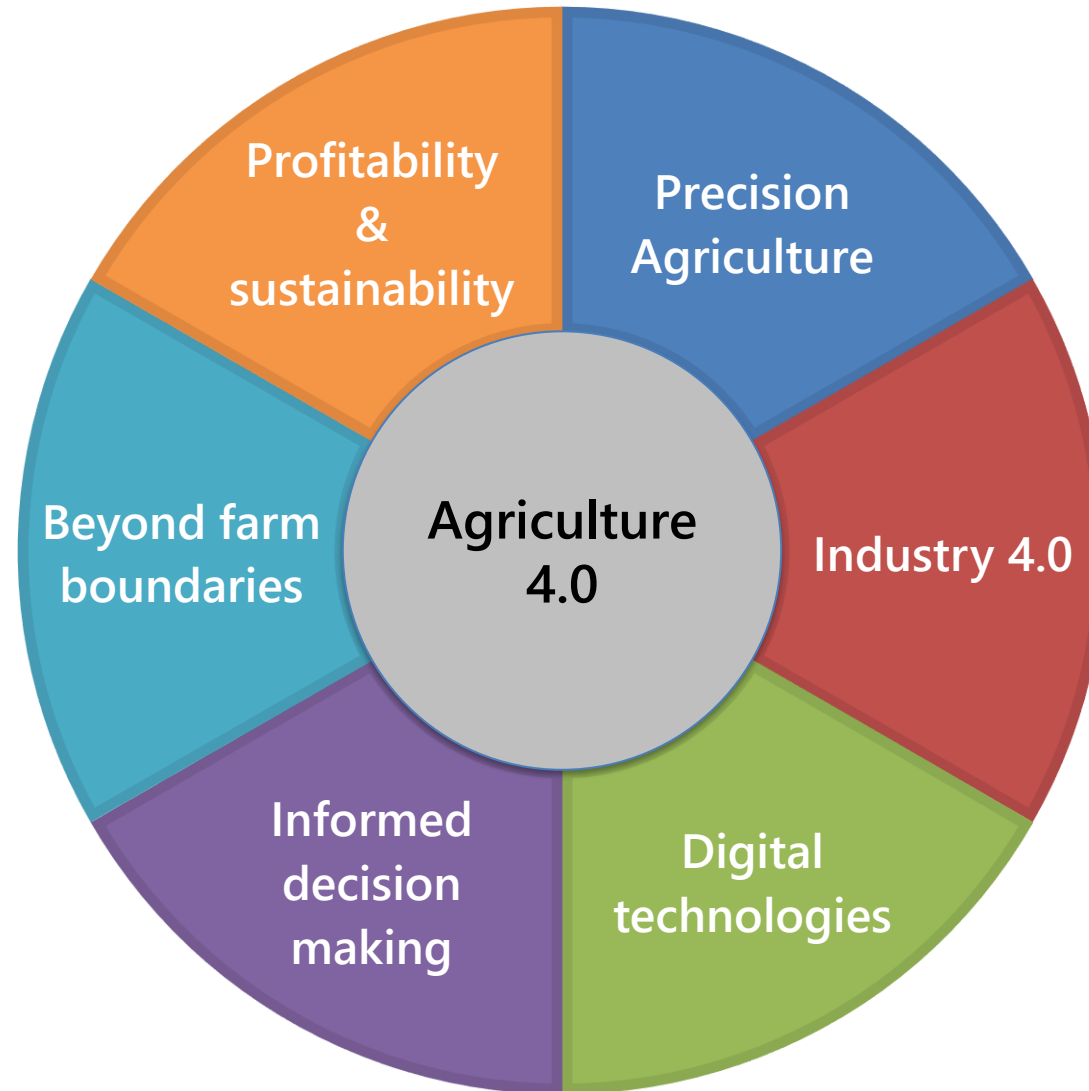 Profitability
&
sustainability
Precision
Agriculture
Beyond farm
boundaries
Agriculture
4.0
Industry 4.0
Informed
decision
making
Digital
technologies